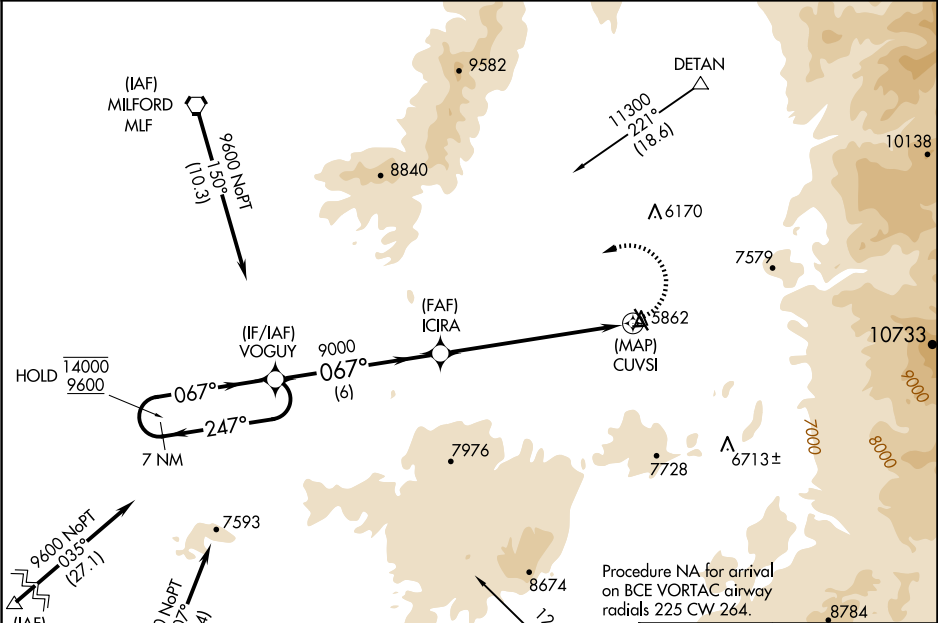 9582
DETAN
(IAF)
MILFORD
MLF
11300
221°
(18.6)
9600 NoPT
150°
(10.3)
10138
8840
6170
7579
(FAF)
ICIRA
(IF/IAF)
VOGUY
5862
(MAP)
CUVSI
10733
9000
067°
(6)
HOLD
14000
9600
067°
247°
7 NM
9000
7000
8000
7976
7728
6713±
7593
9600 NoPT
035°
(27.1)
8674
Procedure NA for arrival
on BCE VORTAC airway
radials 225 CW 264.
8784
12
(IAF)